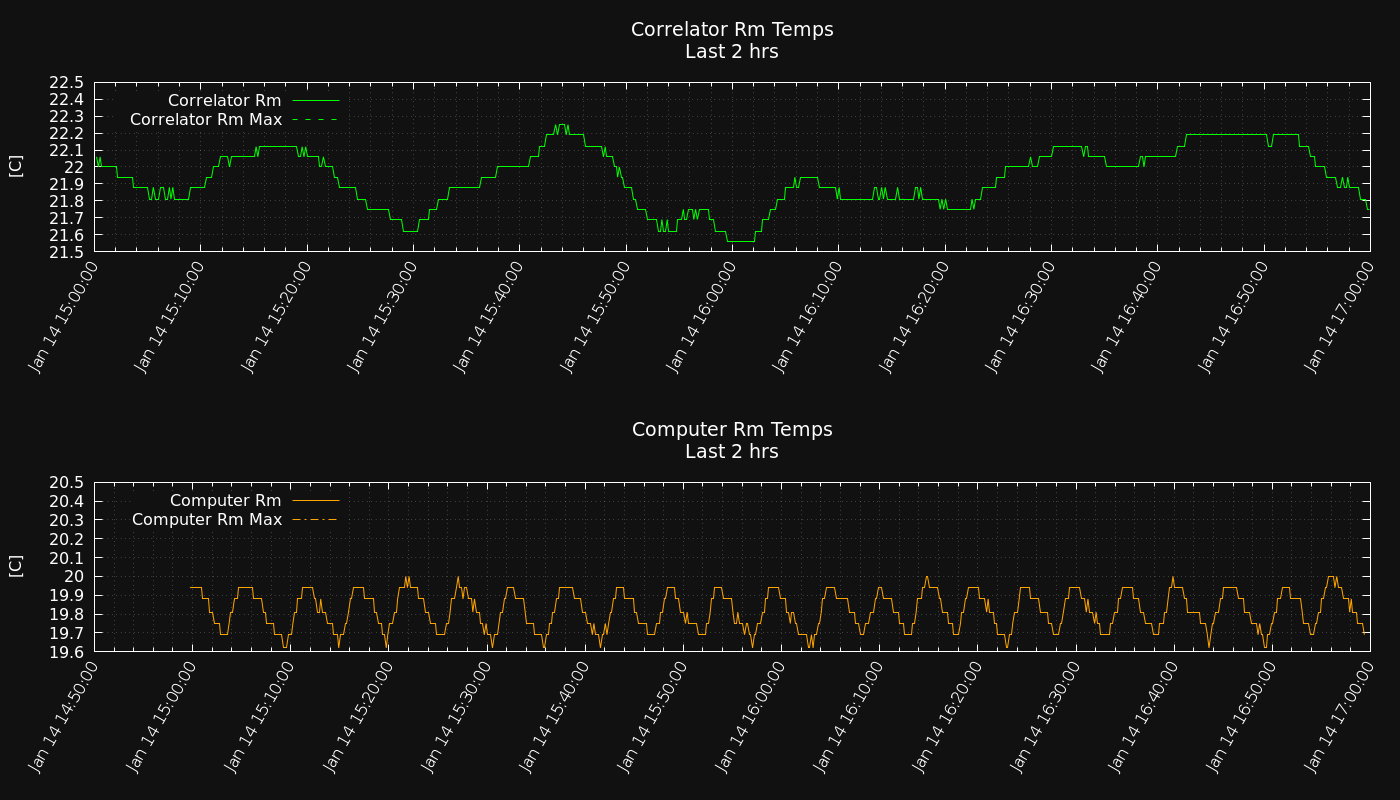 Correlator Rm Temps
Last 2 hrs
22.5
22.4
22.3
22.2
22.1
22
21.9
21.8
21.7
21.6
21.5
[C]
Correlator Rm
Correlator Rm Max
Jan 14 15:00:00
Jan 14 15:10:00
Jan 14 15:20:00
Jan 14 15:30:00
Jan 14 15:40:00
Jan 14 15:50:00
Jan 14 16:00:00
Jan 14 16:10:00
Jan 14 16:20:00
Jan 14 16:30:00
Jan 14 16:40:00
Jan 14 16:50:00
Jan 14 17:00:00
Computer Rm Temps
Last 2 hrs
20.5
20.4
20.3
20.2
20.1
20
19.9
19.8
19.7
19.6
[C]
Computer Rm
Computer Rm Max
Jan 14 14:50:00
Jan 14 15:00:00
Jan 14 15:10:00
Jan 14 15:20:00
Jan 14 15:30:00
Jan 14 15:40:00
Jan 14 15:50:00
Jan 14 16:00:00
Jan 14 16:10:00
Jan 14 16:20:00
Jan 14 16:30:00
Jan 14 16:40:00
Jan 14 16:50:00
Jan 14 17:00:00